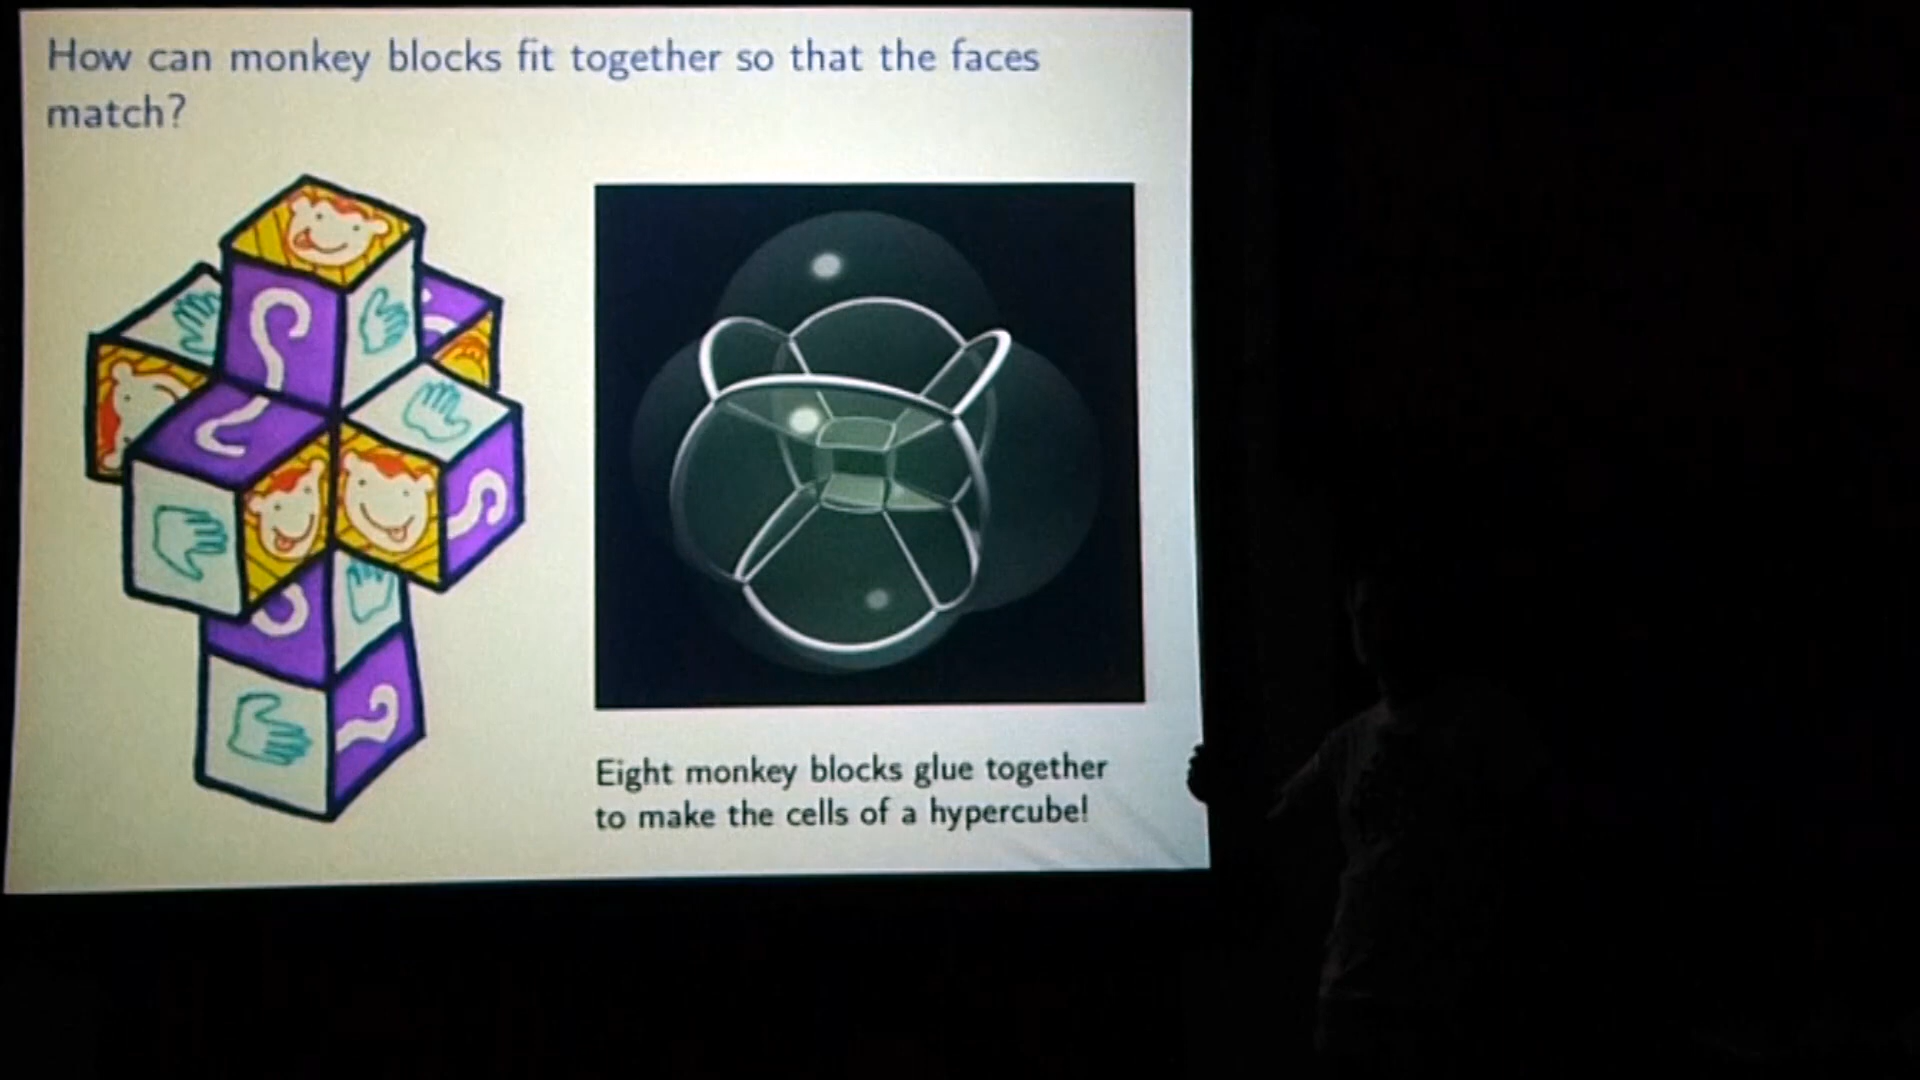 How can monkey blocks fit together so that the faces
match?
Eight monkey blocks glue together
to make the cells of a hypercube!